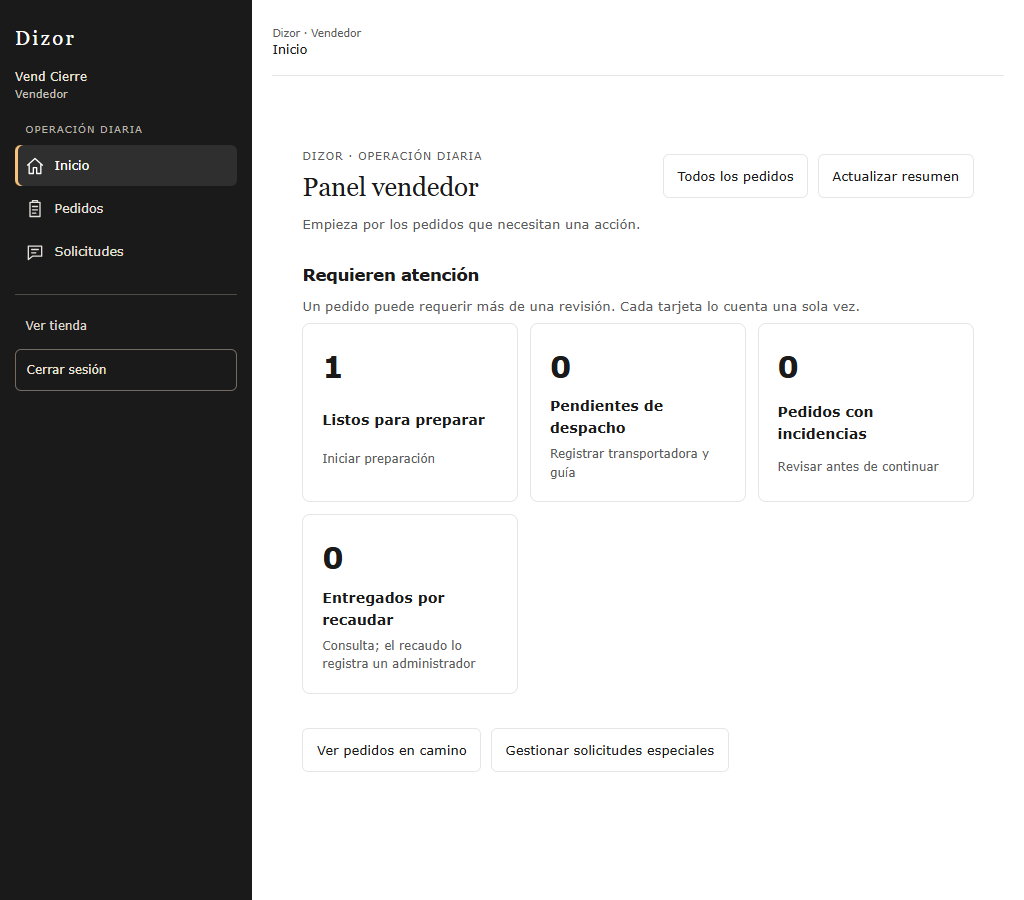 Dizor
Vend Cierre
Vendedor
OPERACIÓN DIARIA
Inicio
Pedidos
Solicitudes
Ver tienda
Cerrar sesión
Dizor · Vendedor
Inicio
DIZOR · OPERACIÓN DIARIA
Panel vendedor
Empieza por los pedidos que necesitan una acción.
Todos los pedidos
Actualizar resumen
Requieren atención
Un pedido puede requerir más de una revisión. Cada tarjeta lo cuenta una sola vez.
1
Listos para preparar
Iniciar preparación
0
Pendientes de
despacho
Registrar transportadora y
guía
0
Pedidos con
incidencias
Revisar antes de continuar
0
Entregados por
recaudar
Consulta; el recaudo lo
registra un administrador
Ver pedidos en camino
Gestionar solicitudes especiales